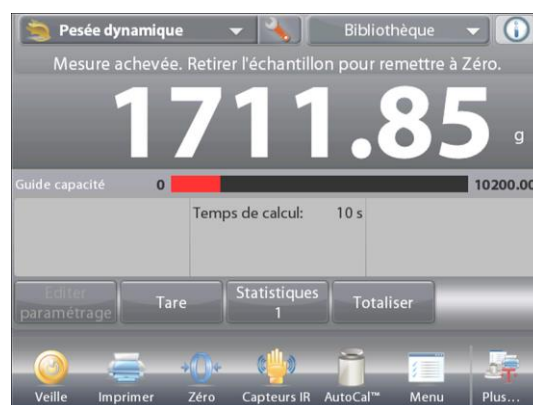 Pesée dynamique Bibliothèque
Mesure achevée. Retirer l'échantillon pour remettre à Zéro.
1711.85 g
Guide capacité 0 10200.00
Temps de calcul: 10 s
Editer paramétrage
Tare
Statistiques 1
Totaliser
Veille Imprimer Zéro Capteurs IR AutoCal™ Menu Plus...